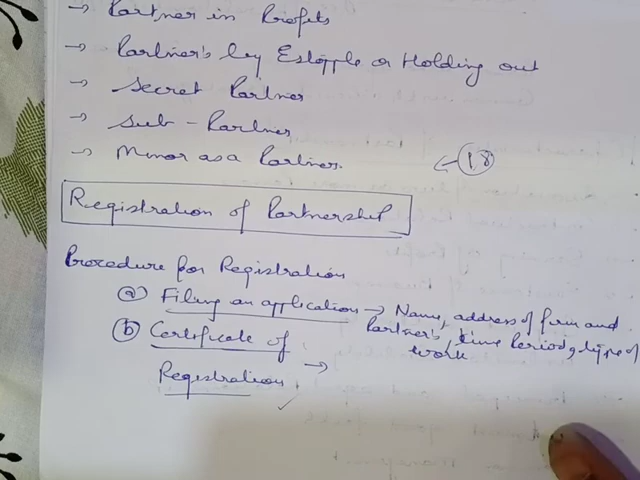 → Partner in Profits
→ Partner's by Estopple or Holding out
→ Secret Partner
→ Sub-Partner
→ Minor as a Partner. ← 18
Registration of Partnership
Procedure for Registration
(a) Filing an application → Name, address of firm and
Partner's, time Period, type of
work
(b) Certificate of
Registration →